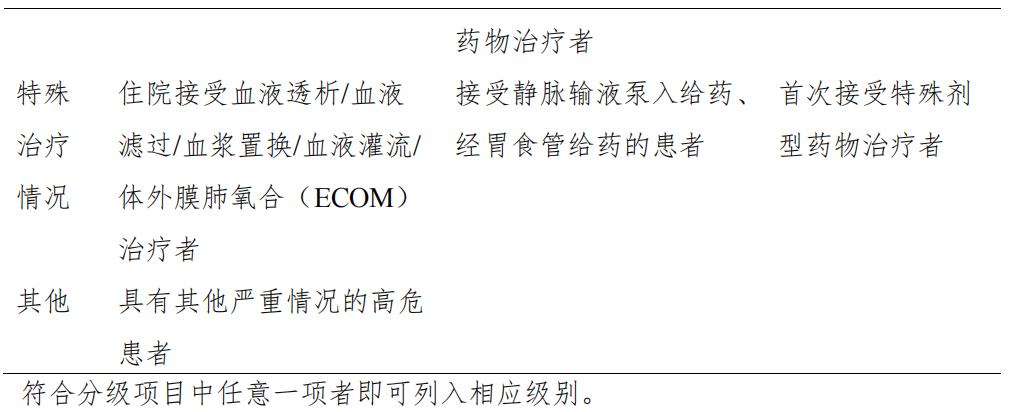 药物治疗者
特殊 住院接受血液透析/血液 接受静脉输液泵入给药、 首次接受特殊剂
治疗 滤过/血浆置换/血液灌流/ 经胃食管给药的患者 型药物治疗者
情况 体外膜肺氧合（ECOM）
治疗者
其他 具有其他严重情况的高危
患者
符合分级项目中任意一项者即可列入相应级别。